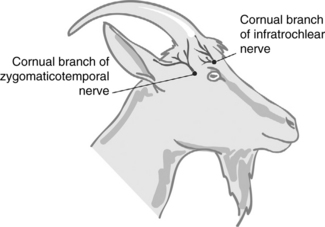 Cornual branch
of infratrochlear
nerve
Cornual branch of
zygomaticotemporal
nerve